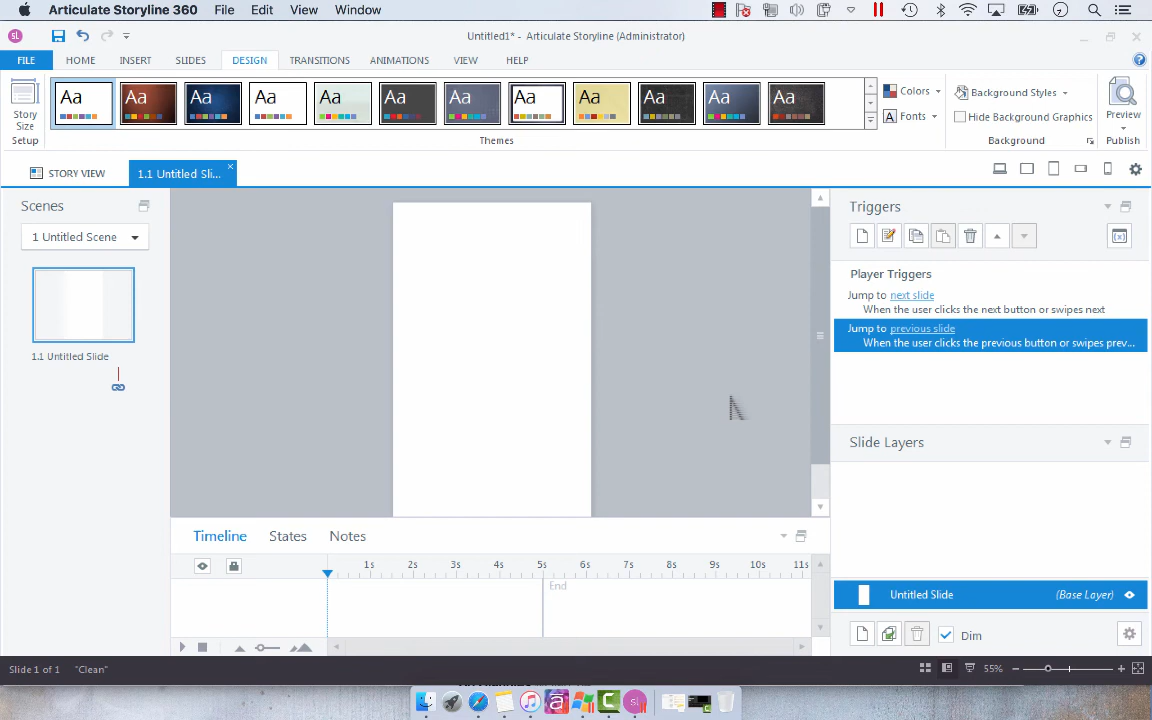 Articulate Storyline 360 File Edit View Window
Untitled1* - Articulate Storyline (Administrator)
FILE HOME INSERT SLIDES DESIGN TRANSITIONS ANIMATIONS VIEW HELP
Story
Size
Setup
Aa Aa Aa Aa Aa Aa Aa Aa Aa Aa Aa Aa
Themes
Colors
Fonts
Background Styles
Hide Background Graphics
Background
Preview
Publish
STORY VIEW
1.1 Untitled Sli...
Scenes
1 Untitled Scene
1.1 Untitled Slide
Triggers
Player Triggers
Jump to next slide
When the user clicks the next button or swipes next
Jump to previous slide
When the user clicks the previous button or swipes prev...
Slide Layers
Untitled Slide (Base Layer)
Dim
Timeline States Notes
1s 2s 3s 4s 5s 6s 7s 8s 9s 10s 11s
End
Slide 1 of 1 "Clean" 55%